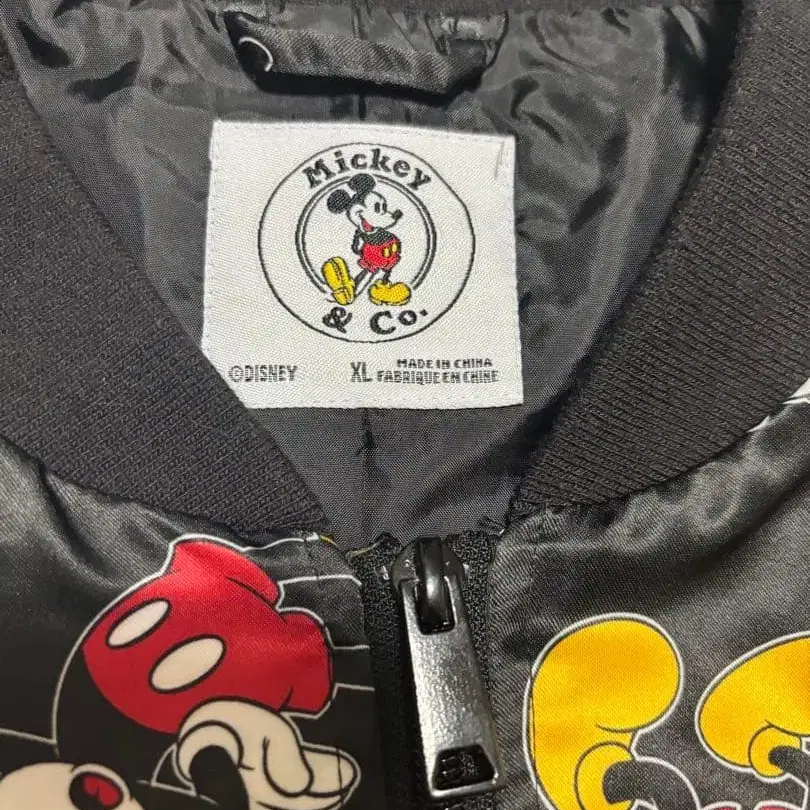 Mickey
& Co.
©DISNEY XL MADE IN CHINA
FABRIQUE EN CHINE